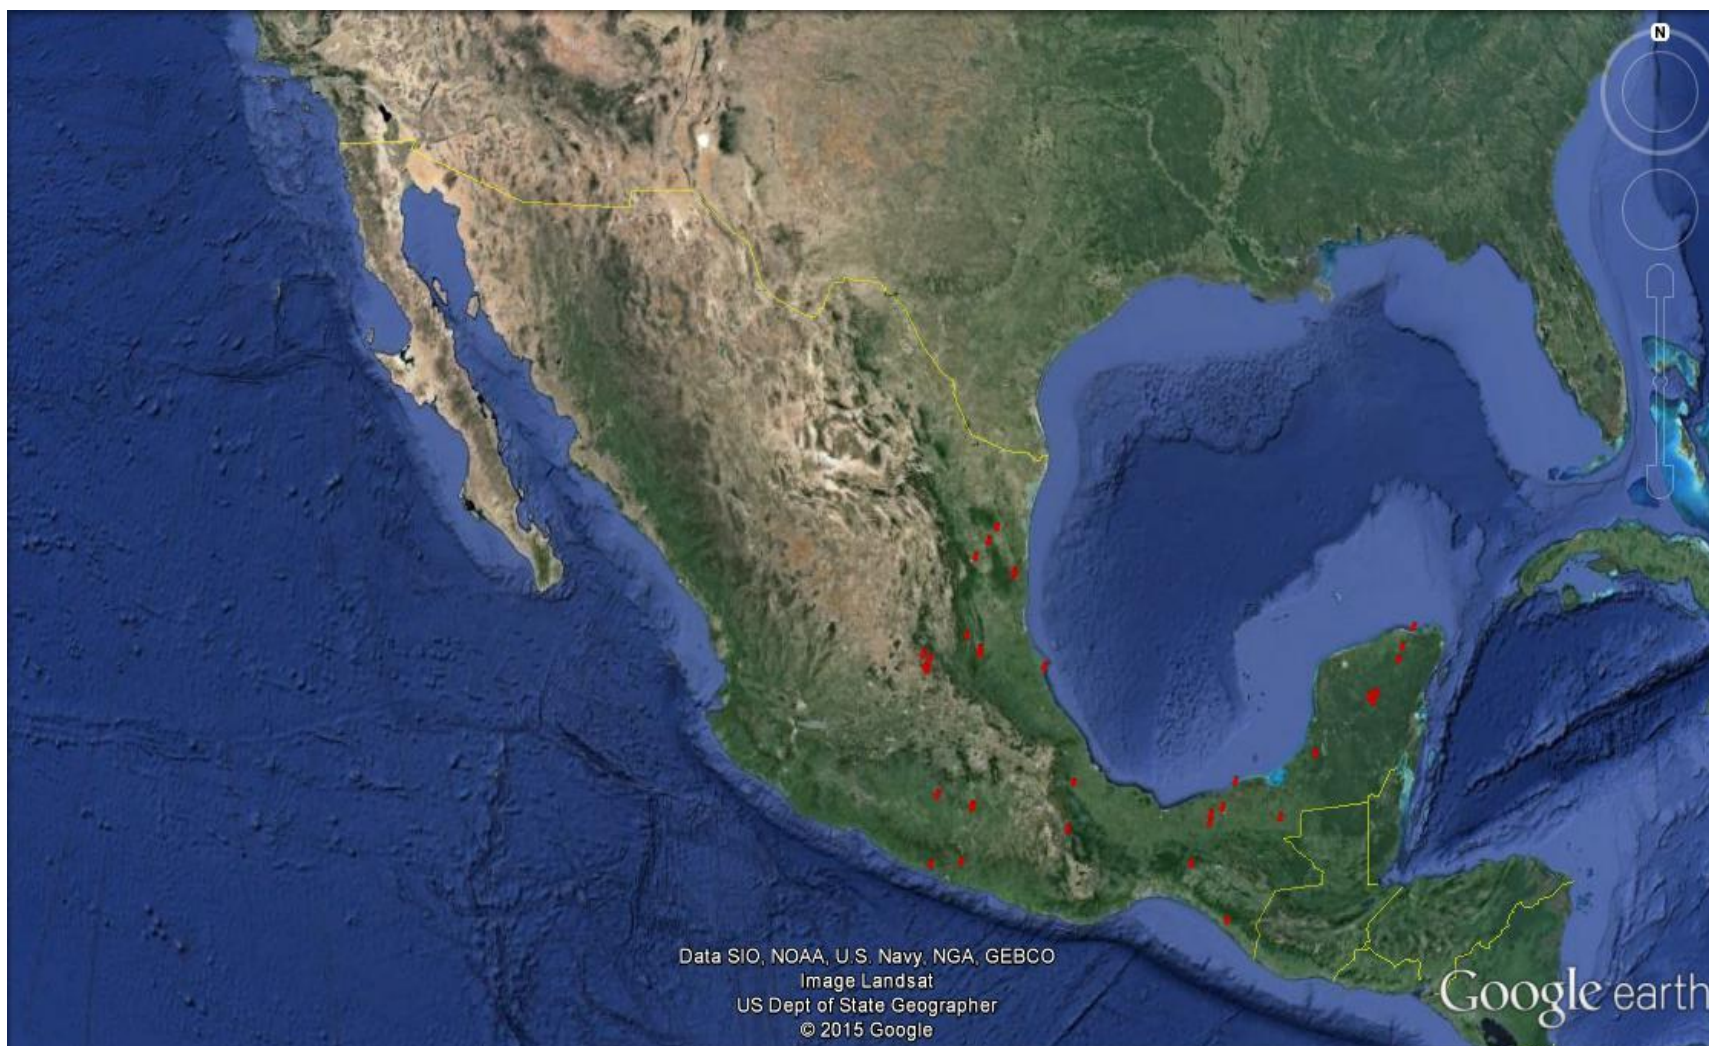 N
Data SIO, NOAA, U.S. Navy, NGA, GEBCO
Image Landsat
US Dept of State Geographer
© 2015 Google
Google earth